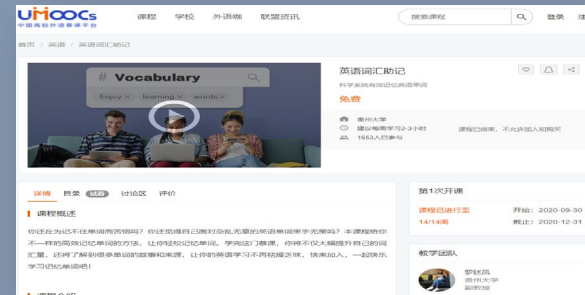 UMOOCs
中国高校外语慕课平台
课程 学校 外语咖 联盟资讯
搜索课程
登录
首页 / 英语 / 英语词汇助记
# Vocabulary
Enjoy × learning × words ×
英语词汇助记
科学系统有效记忆英语单词
免费
贵州大学
建议每周学习2-3小时
1653人已参与
课程已结束，不允许加入和购买
详情 目录 试看 讨论区 评价
课程概述
你还在为记不住单词而苦恼吗？你还觉得自己面对杂乱无章的英语单词束手无策吗？本课程给你
不一样的高效记忆单词的方法，让你轻松记忆单词。学完这门慕课，你将不仅大幅提升自己的词
汇量，还将了解到很多单词的故事和来源，让你的英语学习不再枯燥乏味，快来加入，一起快乐
学习记忆单词吧！
第1次开课
课程已进行至
14/14周
开始：2020-09-30
截止：2020-12-31
教学团队
贵州大学
副教授